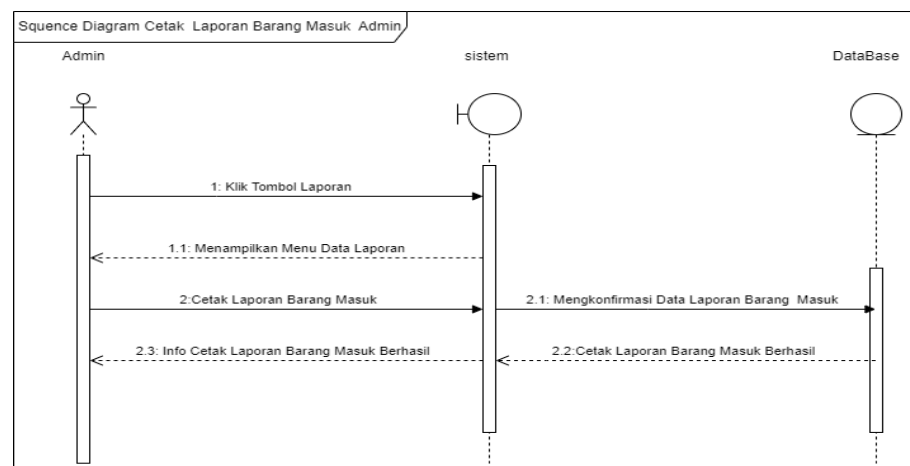 Squence Diagram Cetak Laporan Barang Masuk Admin
Admin
sistem
DataBase
1: Klik Tombol Laporan
1.1: Menampilkan Menu Data Laporan
2:Cetak Laporan Barang Masuk
2.1: Mengkonfirmasi Data Laporan Barang Masuk
2.3: Info Cetak Laporan Barang Masuk Berhasil
2.2:Cetak Laporan Barang Masuk Berhasil